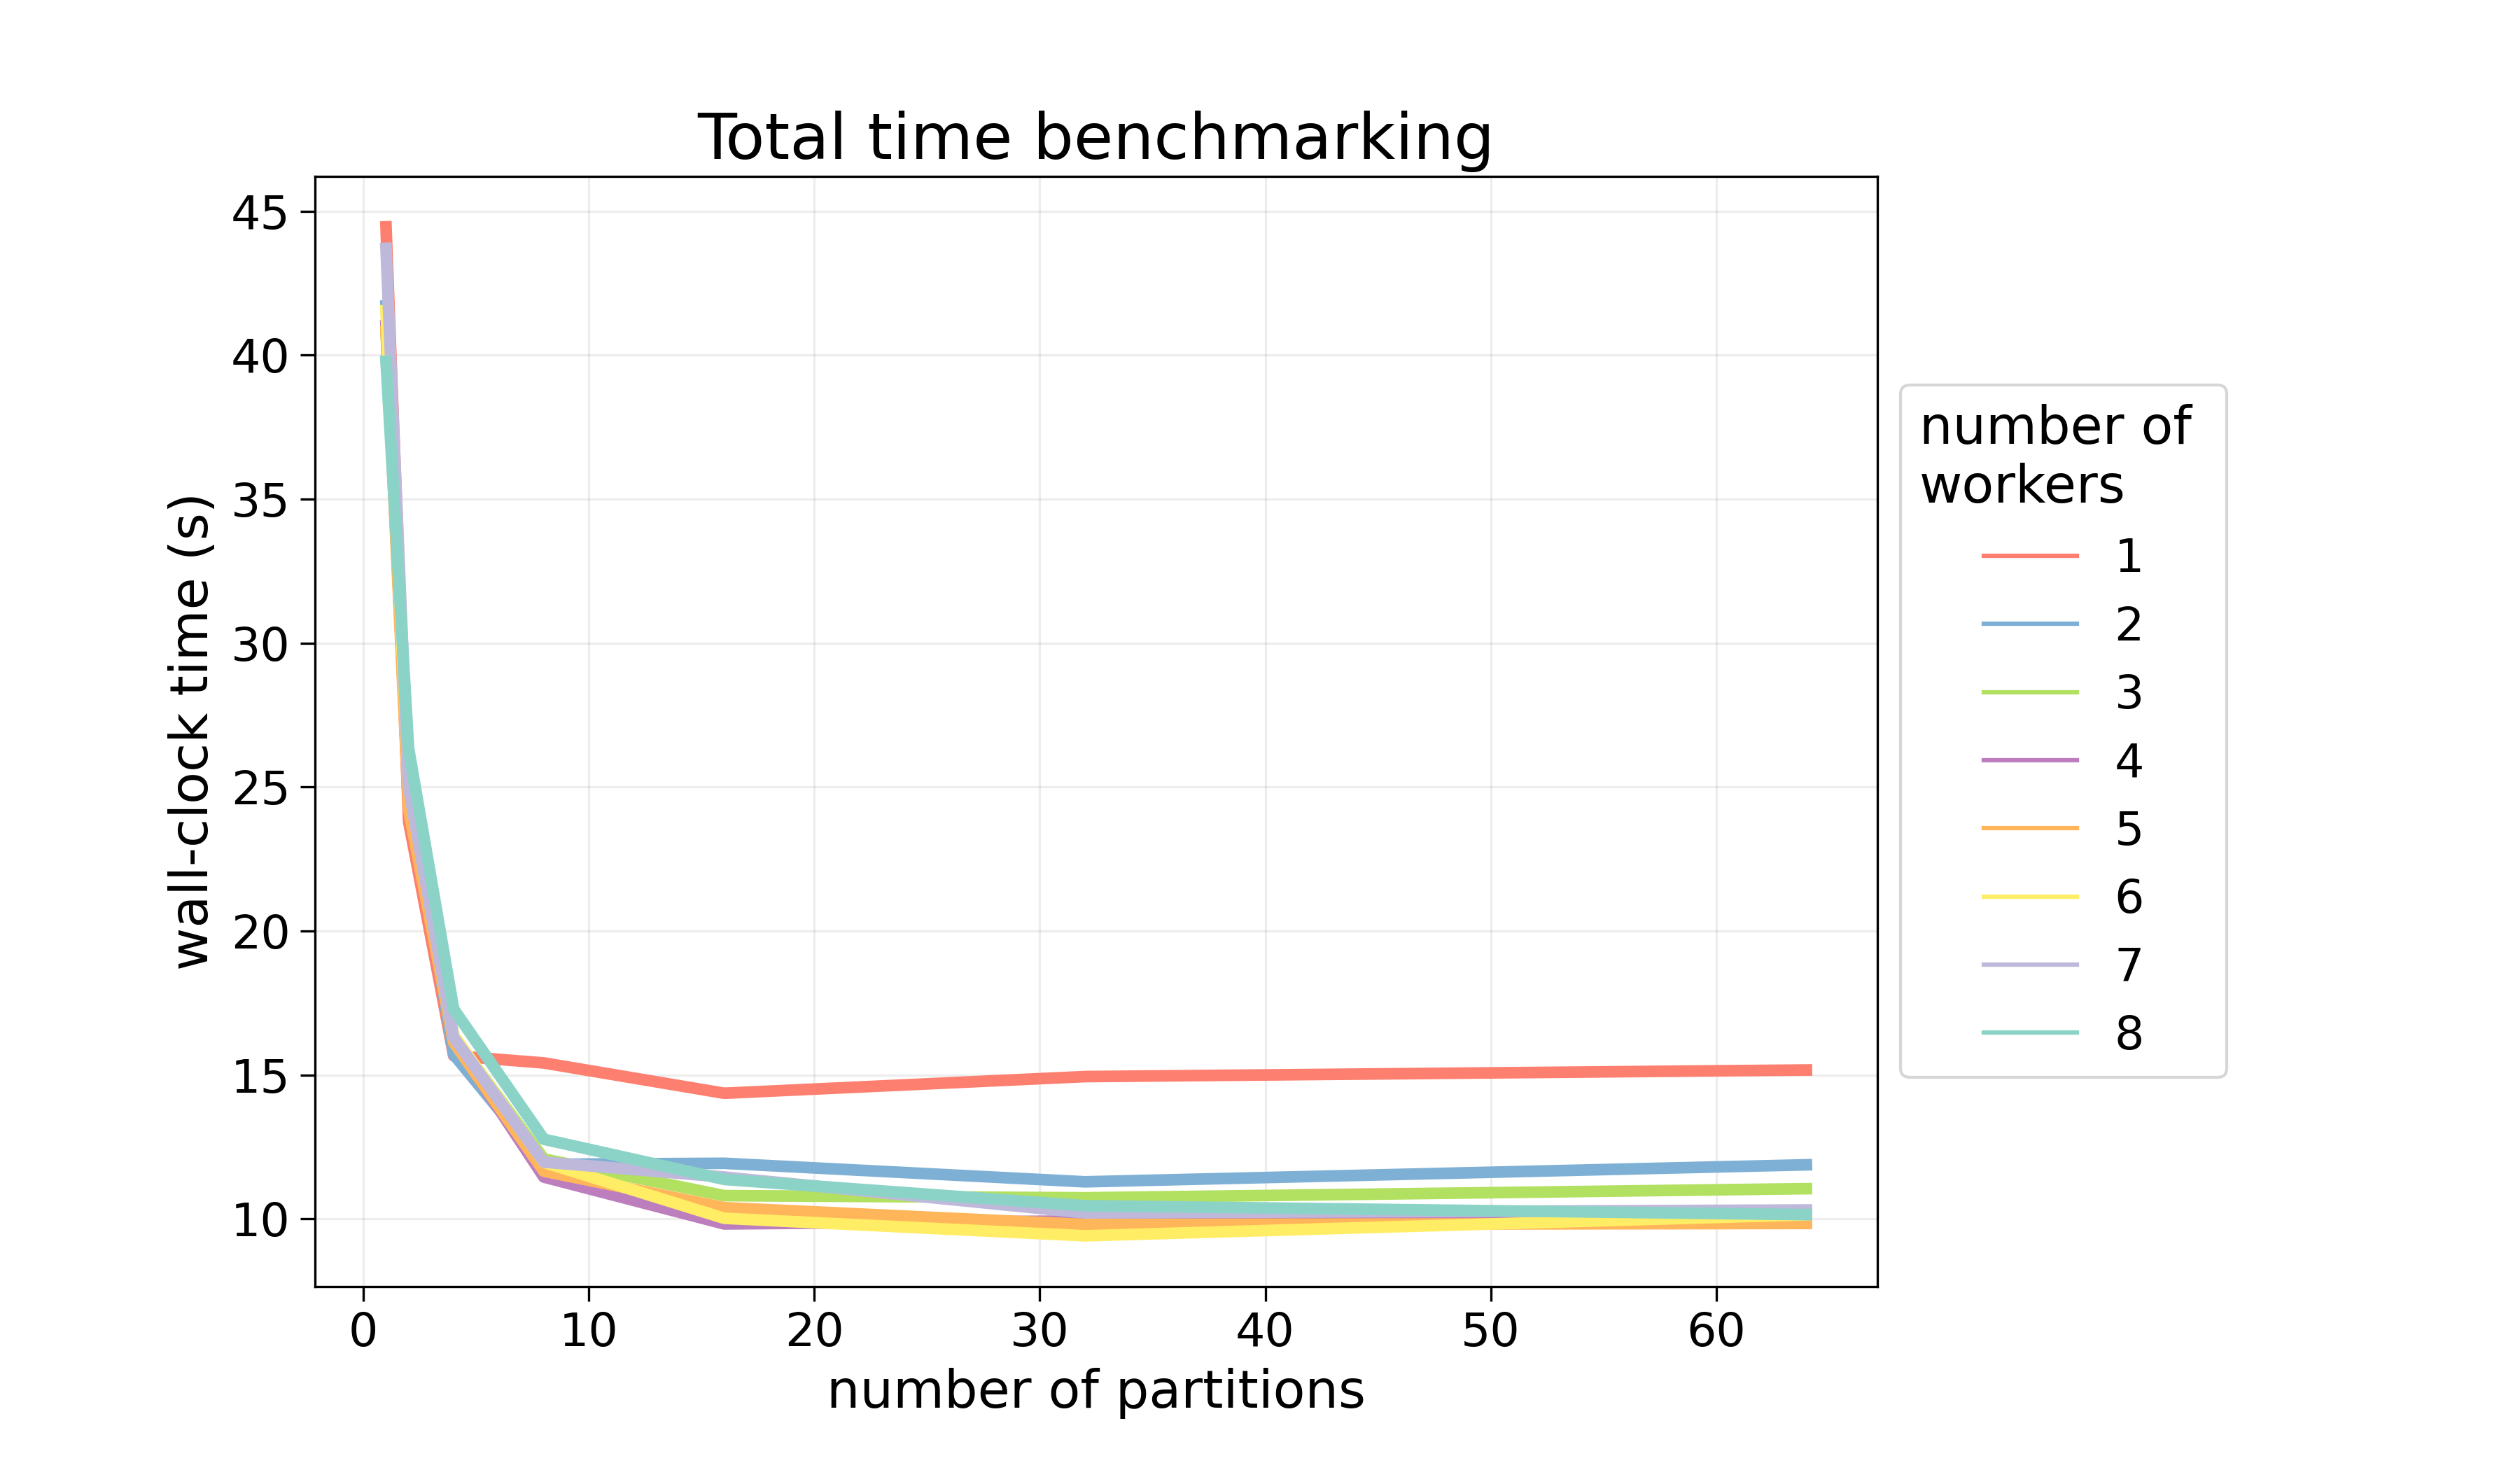 Total time benchmarking
45
40
35
30
25
20
15
10
wall-clock time (s)
0 10 20 30 40 50 60
number of partitions
number of
workers
1
2
3
4
5
6
7
8